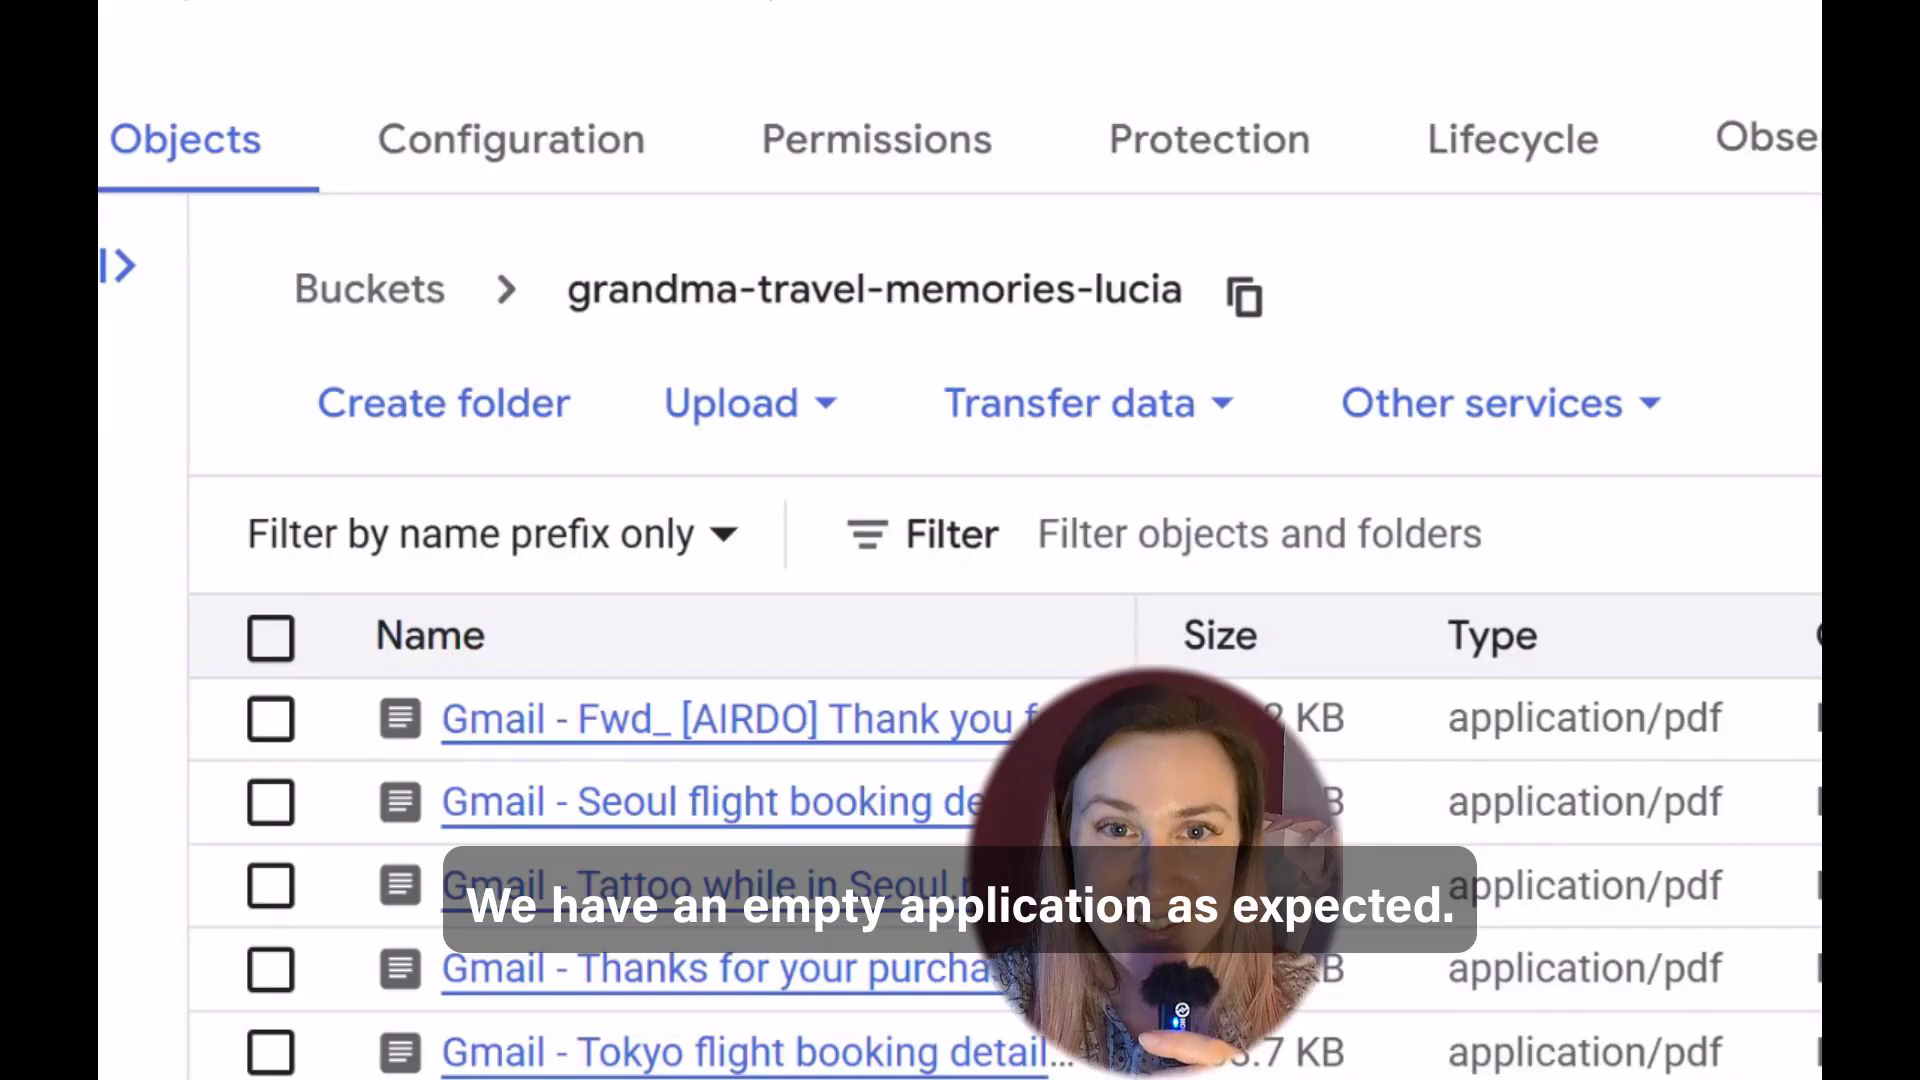 Objects Configuration Permissions Protection Lifecycle
Buckets > grandma-travel-memories-lucia
Create folder Upload Transfer data Other services
Filter by name prefix only Filter Filter objects and folders
Name Size Type
Gmail - Fwd_ [AIRDO] Thank you KB application/pdf
Gmail - Seoul flight booking application/pdf
Gmail - Tattoo while in Seoul application/pdf
We have an empty application as expected.
Gmail - Thanks for your application/pdf
Gmail - Tokyo flight booking detail... .7 KB application/pdf